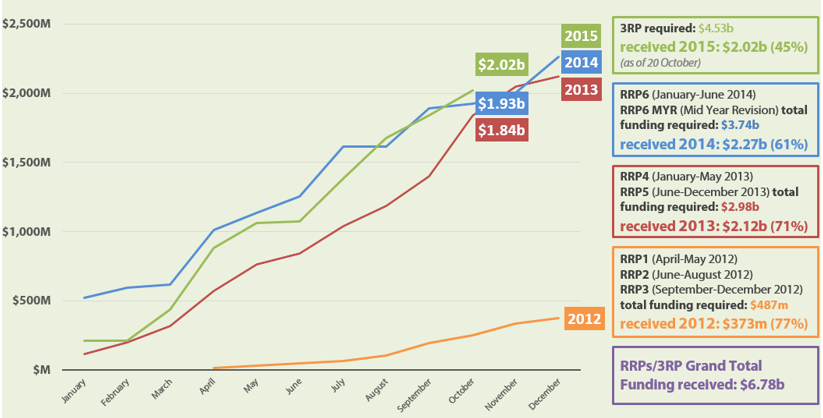 $2,500M
$2,000M
$1,500M
$1,000M
$500M
$M
January
February
March
April
May
June
July
August
September
October
November
December
2015
2014
2013
2012
$2.02b
$1.93b
$1.84b
3RP required: $4.53b
received 2015: $2.02b (45%)
(as of 20 October)
RRP6 (January-June 2014)
RRP6 MYR (Mid Year Revision) total
funding required: $3.74b
received 2014: $2.27b (61%)
RRP4 (January-May 2013)
RRP5 (June-December 2013) total
funding required: $2.98b
received 2013: $2.12b (71%)
RRP1 (April-May 2012)
RRP2 (June-August 2012)
RRP3 (September-December 2012)
total funding required: $487m
received 2012: $373m (77%)
RRPs/3RP Grand Total
Funding received: $6.78b